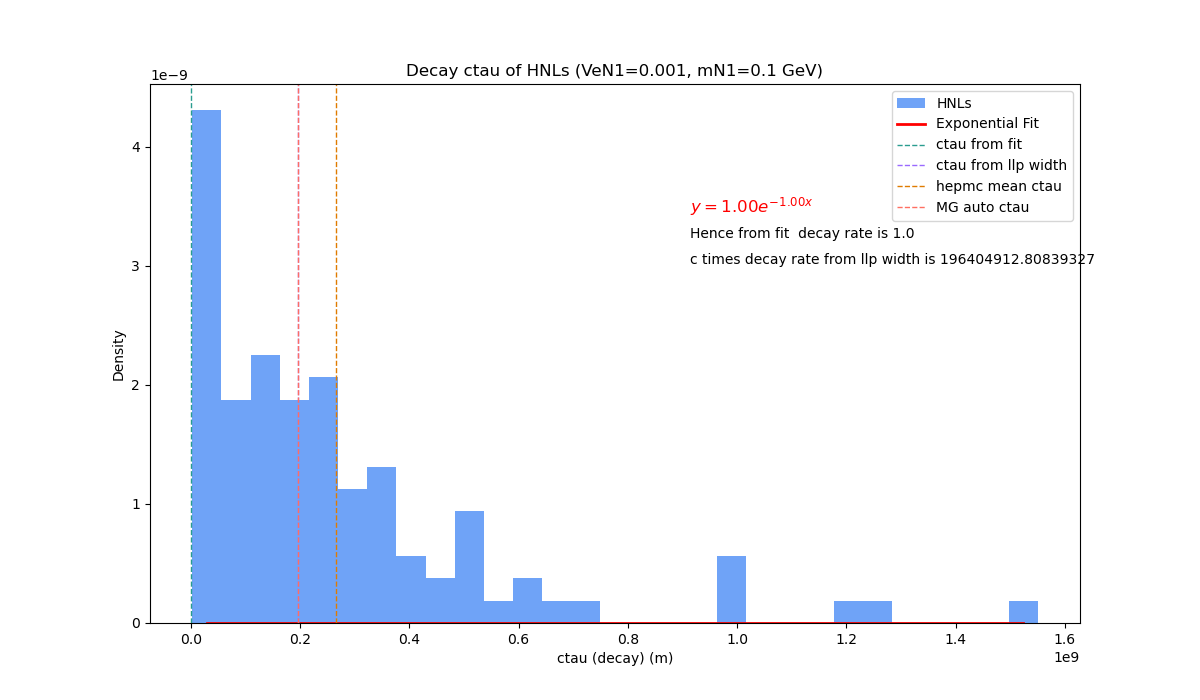 Decay ctau of HNLs (VeN1=0.001, mN1=0.1 GeV)
1e−9
HNLs
Exponential Fit
ctau from fit
ctau from llp width
hepmc mean ctau
MG auto ctau
y = 1.00e^{−1.00x}
Hence from fit  decay rate is 1.0
c times decay rate from llp width is 196404912.80839327
Density
4
3
2
1
0
0.0 0.2 0.4 0.6 0.8 1.0 1.2 1.4 1.6
1e9
ctau (decay) (m)